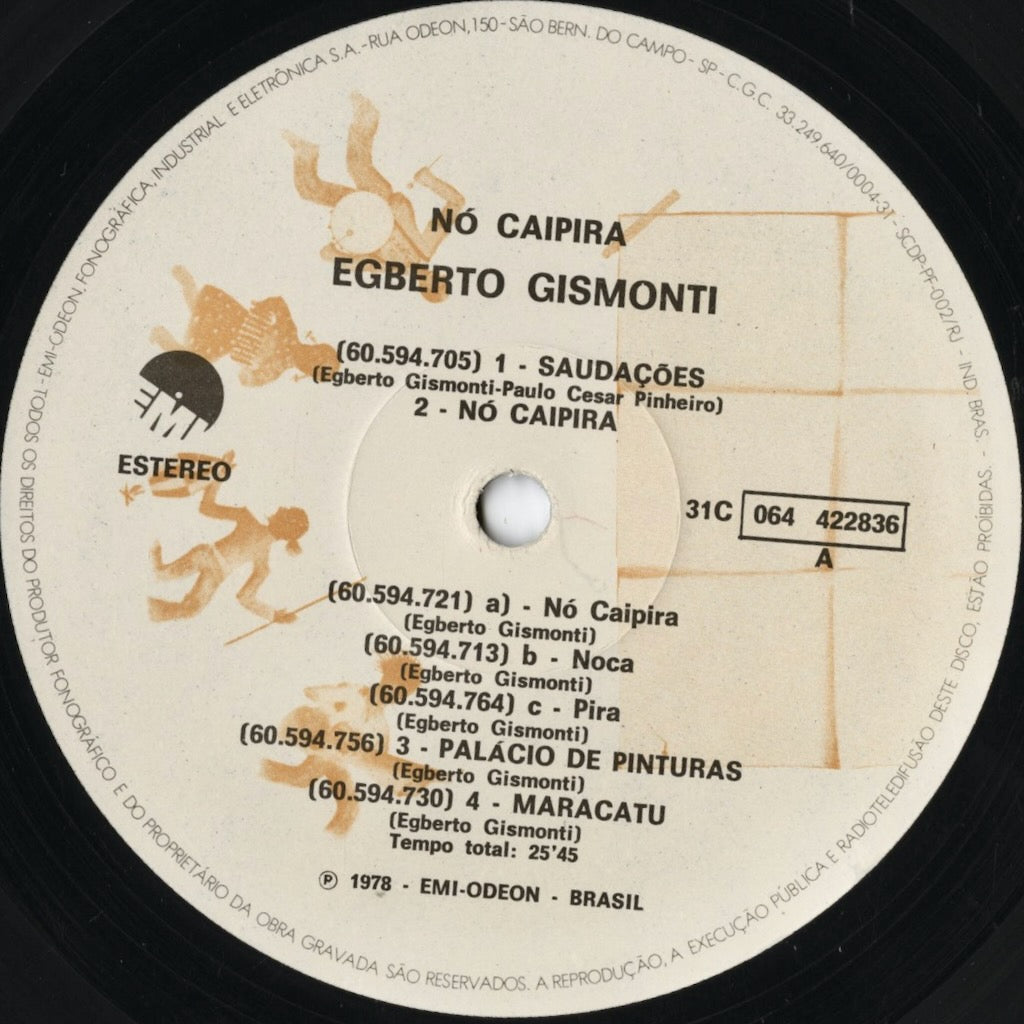 EMI-ODEON, FONOGRÁFICA, INDUSTRIAL E ELETRÔNICA S.A. - RUA ODEON, 150 - SÃO BERN. DO CAMPO - SP - C.G.C. 33.249.640/0004-31 - SCDP-PF-002/RJ - IND. BRAS.
NÓ CAIPIRA
EGBERTO GISMONTI
(60.594.705) 1 - SAUDAÇÕES
(Egberto Gismonti-Paulo Cesar Pinheiro)
2 - NÓ CAIPIRA
EMI
ESTEREO
31C 064 422836
A
(60.594.721) a) - Nó Caipira
(Egberto Gismonti)
(60.594.713) b - Noca
(Egberto Gismonti)
(60.594.764) c - Pira
(Egberto Gismonti)
(60.594.756) 3 - PALÁCIO DE PINTURAS
(Egberto Gismonti)
(60.594.730) 4 - MARACATU
(Egberto Gismonti)
Tempo total: 25'45
℗ 1978 - EMI-ODEON - BRASIL
TODOS OS DIREITOS DO PRODUTOR FONOGRÁFICO E DO PROPRIETÁRIO DA OBRA GRAVADA SÃO RESERVADOS. A REPRODUÇÃO, A EXECUÇÃO PÚBLICA E RADIOTELEDIFUSÃO DESTE DISCO, ESTÃO PROÍBIDAS. -